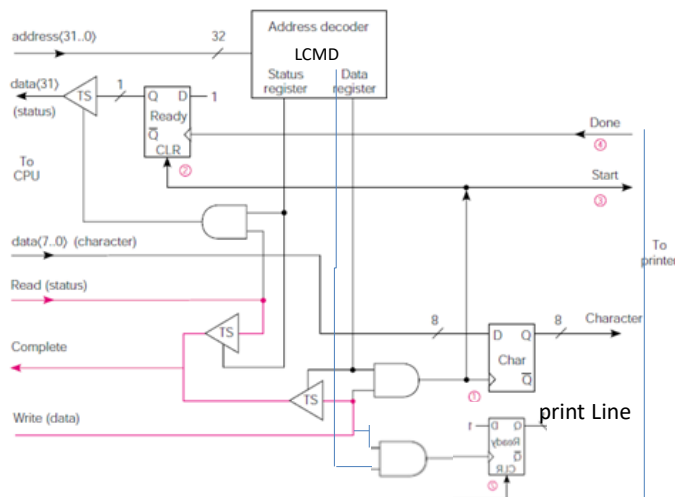 Address decoder
address(31..0)
32
LCMD
Status
register
Data
register
data(31)
(status)
TS
1
Q
D
1
Ready
Q
CLR
②
Done
④
Start
③
To
CPU
data(7..0) (character)
To
printer
Read (status)
8
D
Q
8
Character
Char
Q
TS
Complete
①
TS
Write (data)
print Line
1
D
Q
Ready
Q
CLR
②